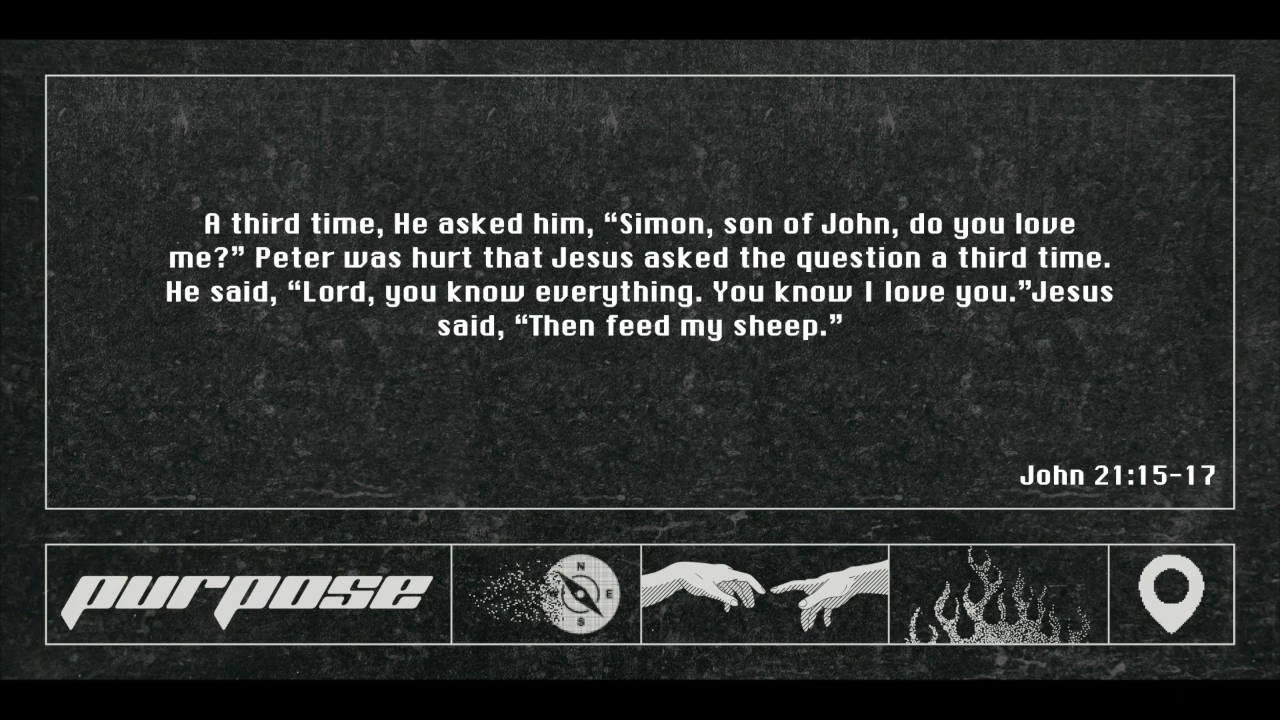 A third time, He asked him, “Simon, son of John, do you love
me?” Peter was hurt that Jesus asked the question a third time.
He said, “Lord, you know everything. You know I love you.”Jesus
said, “Then feed my sheep.”
John 21:15-17
purpose
N
E
S